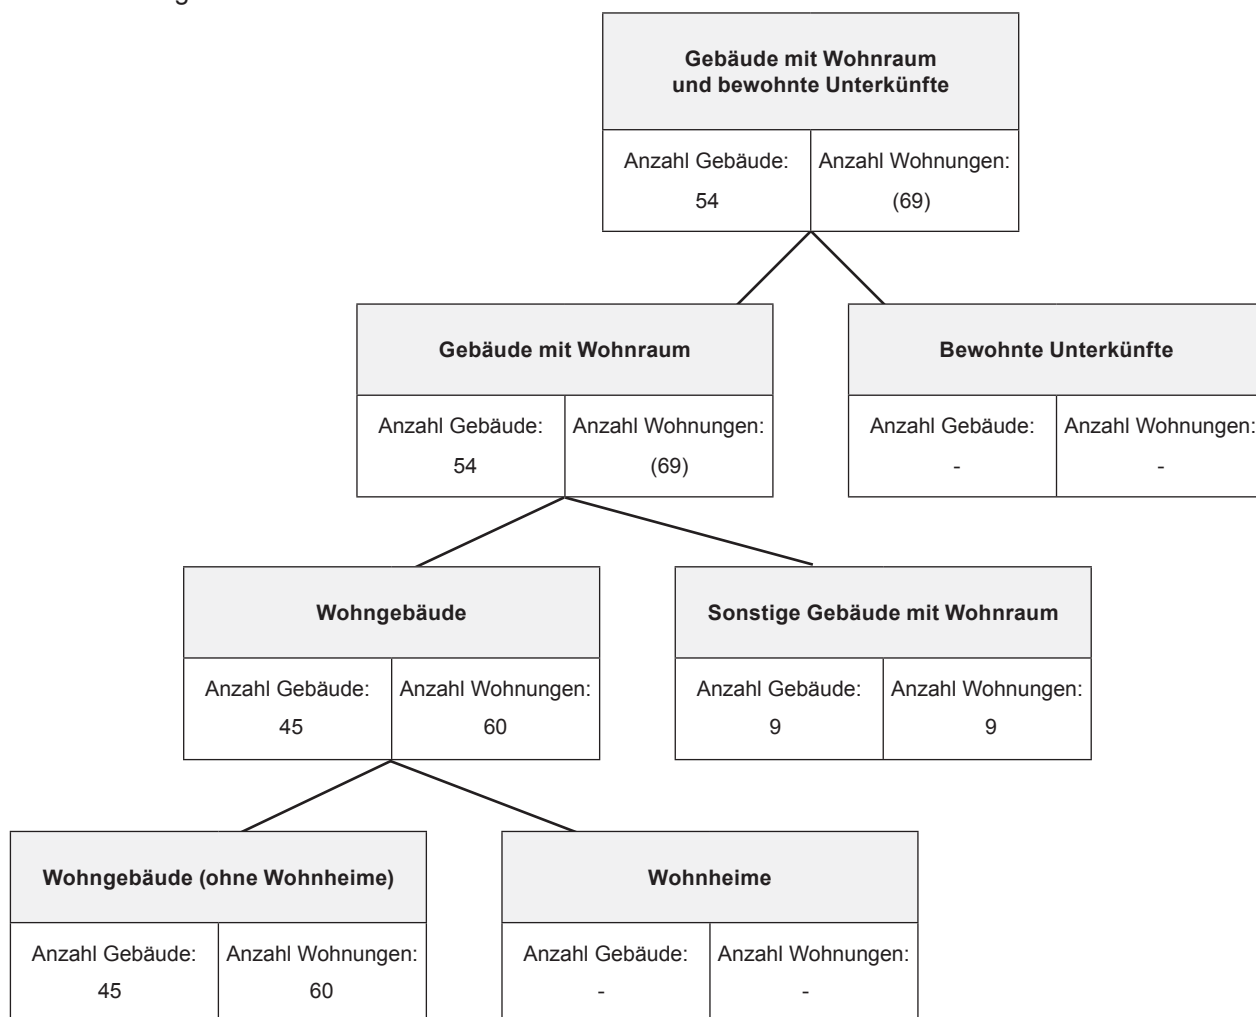 Gebäude mit Wohnraum
und bewohnte Unterkünfte
Anzahl Gebäude: Anzahl Wohnungen:
54 (69)
Gebäude mit Wohnraum Bewohnte Unterkünfte
Anzahl Gebäude: Anzahl Wohnungen: Anzahl Gebäude: Anzahl Wohnungen:
54 (69) - -
Wohngebäude Sonstige Gebäude mit Wohnraum
Anzahl Gebäude: Anzahl Wohnungen: Anzahl Gebäude: Anzahl Wohnungen:
45 60 9 9
Wohngebäude (ohne Wohnheime) Wohnheime
Anzahl Gebäude: Anzahl Wohnungen: Anzahl Gebäude: Anzahl Wohnungen:
45 60 - -